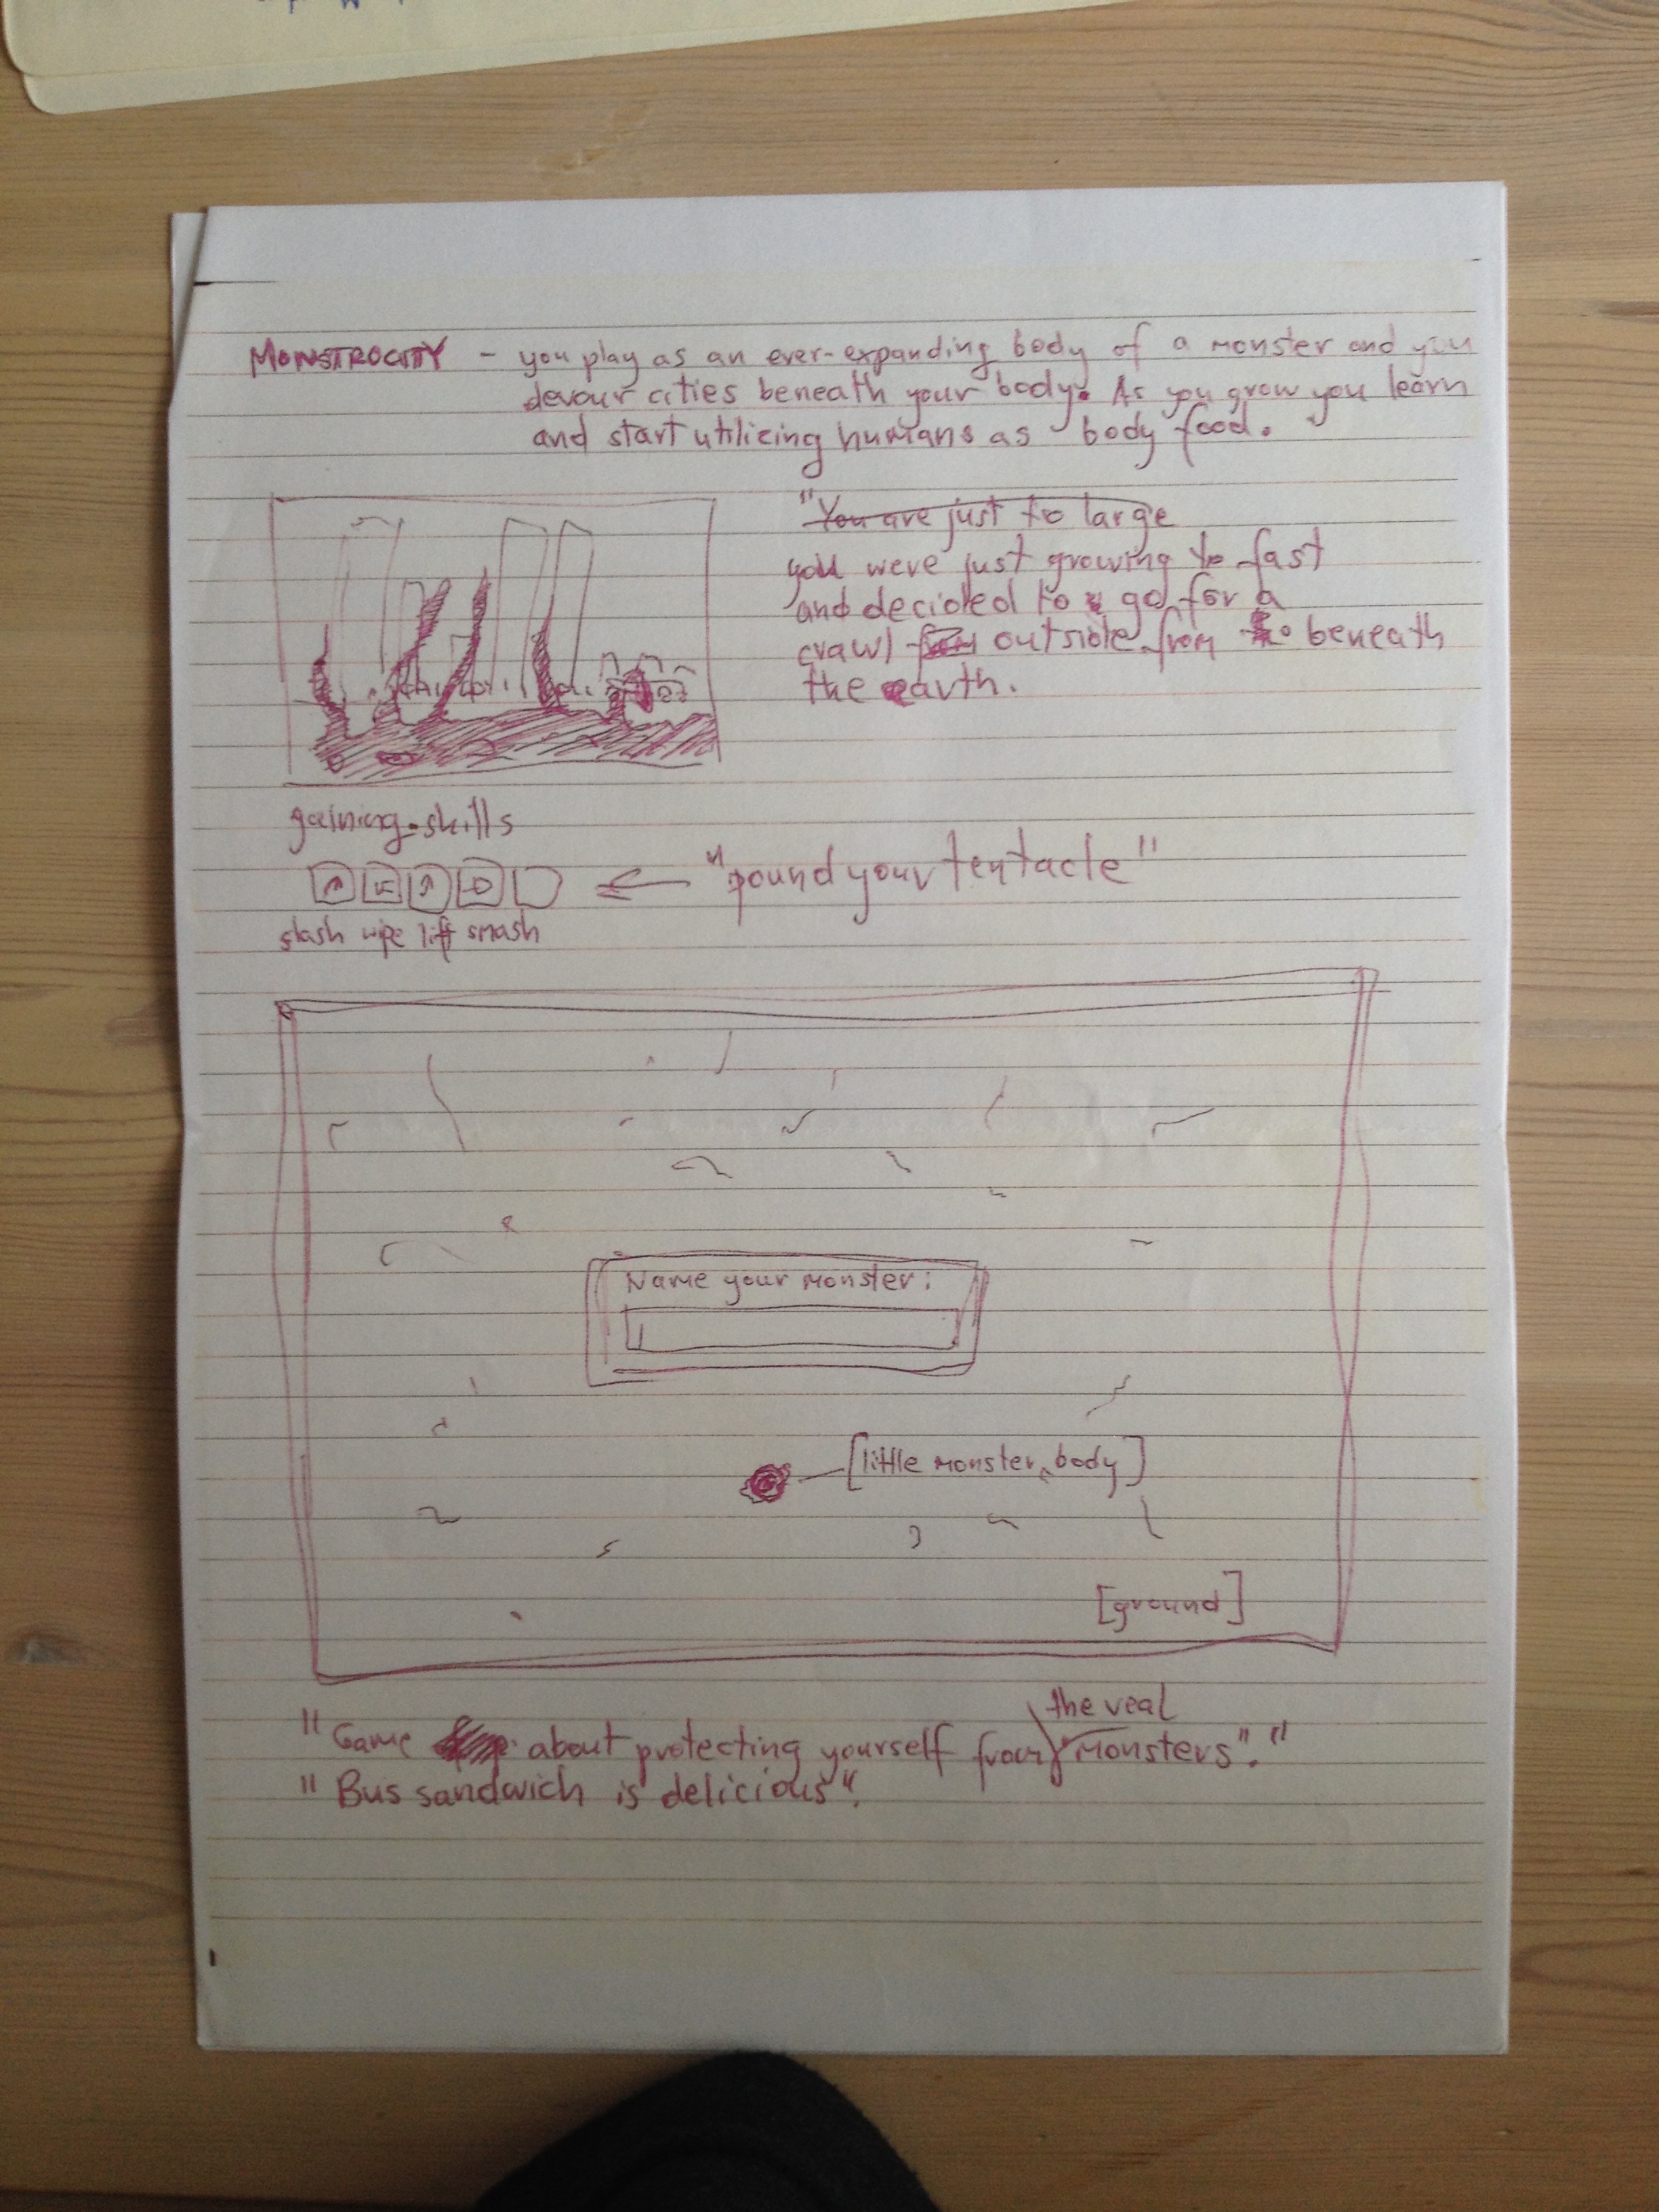 MONSTROCITY - you play as an ever-expanding body of a monster and you
devour cities beneath your body. As you grow you learn
and start utilizing humans as body food.
"You are just to large
you were just growing to fast
and decided to go for a
crawl outside from beneath
the earth.
gaining skills
"pound your tentacle"
slash wipe lift smash
Name your monster:
[little monster body]
[ground]
the real
"Game about protecting yourself from monsters"."
"Bus sandwich is delicious".